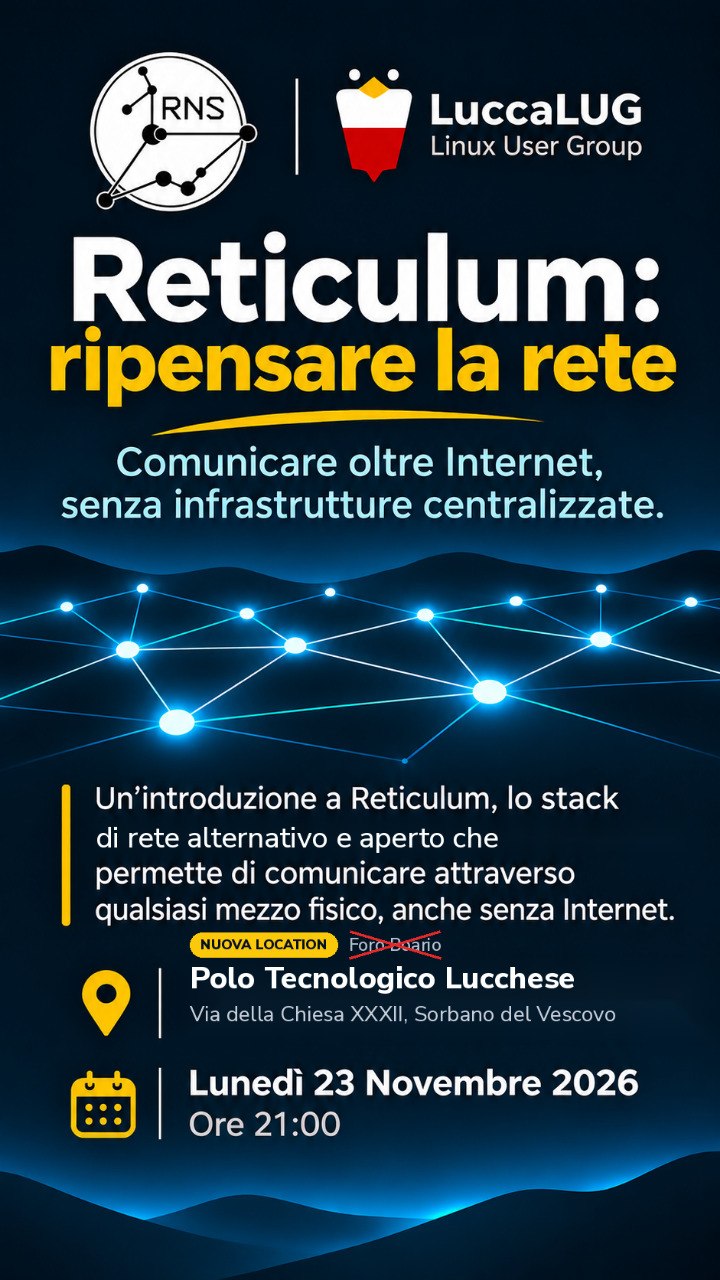 RNS
LuccaLUG
Linux User Group
Reticulum:
ripensare la rete
Comunicare oltre Internet,
senza infrastrutture centralizzate.
Un'introduzione a Reticulum, lo stack
di rete alternativo e aperto che
permette di comunicare attraverso
qualsiasi mezzo fisico, anche senza Internet.
NUOVA LOCATION Foro Boario
Polo Tecnologico Lucchese
Via della Chiesa XXXII, Sorbano del Vescovo
Lunedì 23 Novembre 2026
Ore 21:00